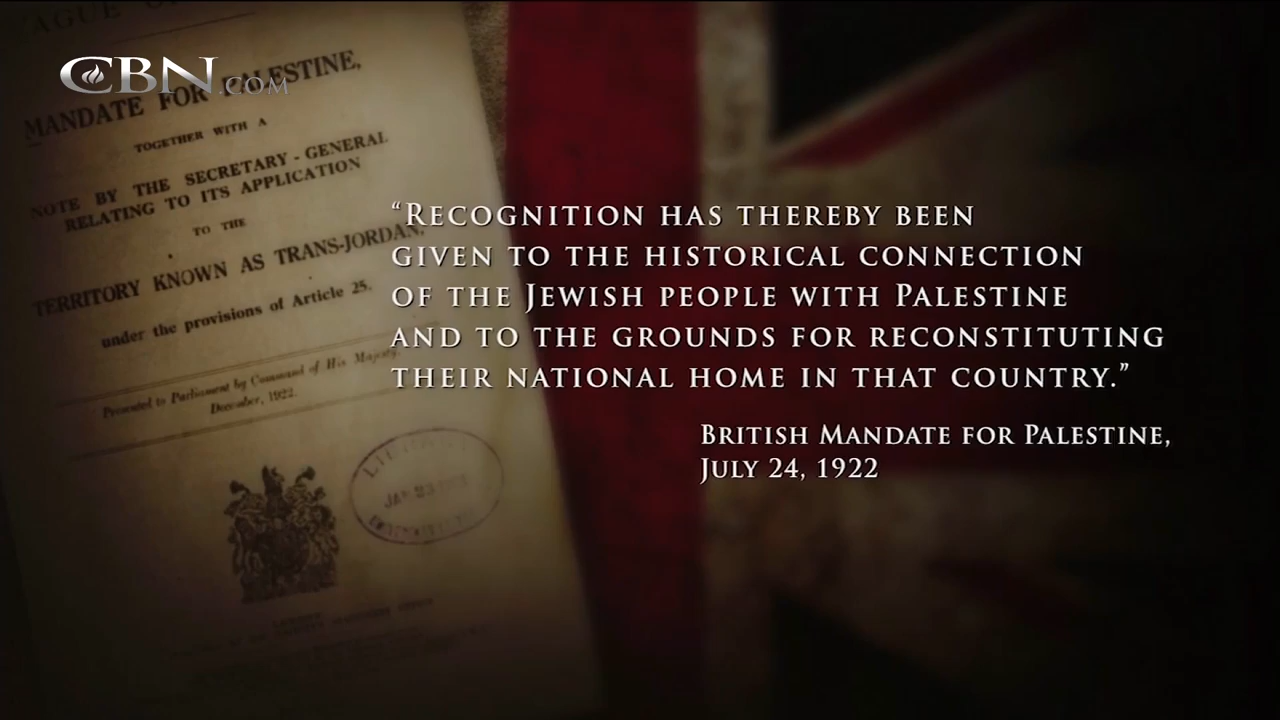 CBN.COM
MANDATE FOR PALESTINE,
TOGETHER WITH A
NOTE BY THE SECRETARY - GENERAL
RELATING TO ITS APPLICATION
TO THE
TERRITORY KNOWN AS TRANS-JORDAN,
under the provisions of Article 25.
Presented to Parliament by Command of His Majesty.
December, 1922.
“RECOGNITION HAS THEREBY BEEN
GIVEN TO THE HISTORICAL CONNECTION
OF THE JEWISH PEOPLE WITH PALESTINE
AND TO THE GROUNDS FOR RECONSTITUTING
THEIR NATIONAL HOME IN THAT COUNTRY.”
BRITISH MANDATE FOR PALESTINE,
JULY 24, 1922